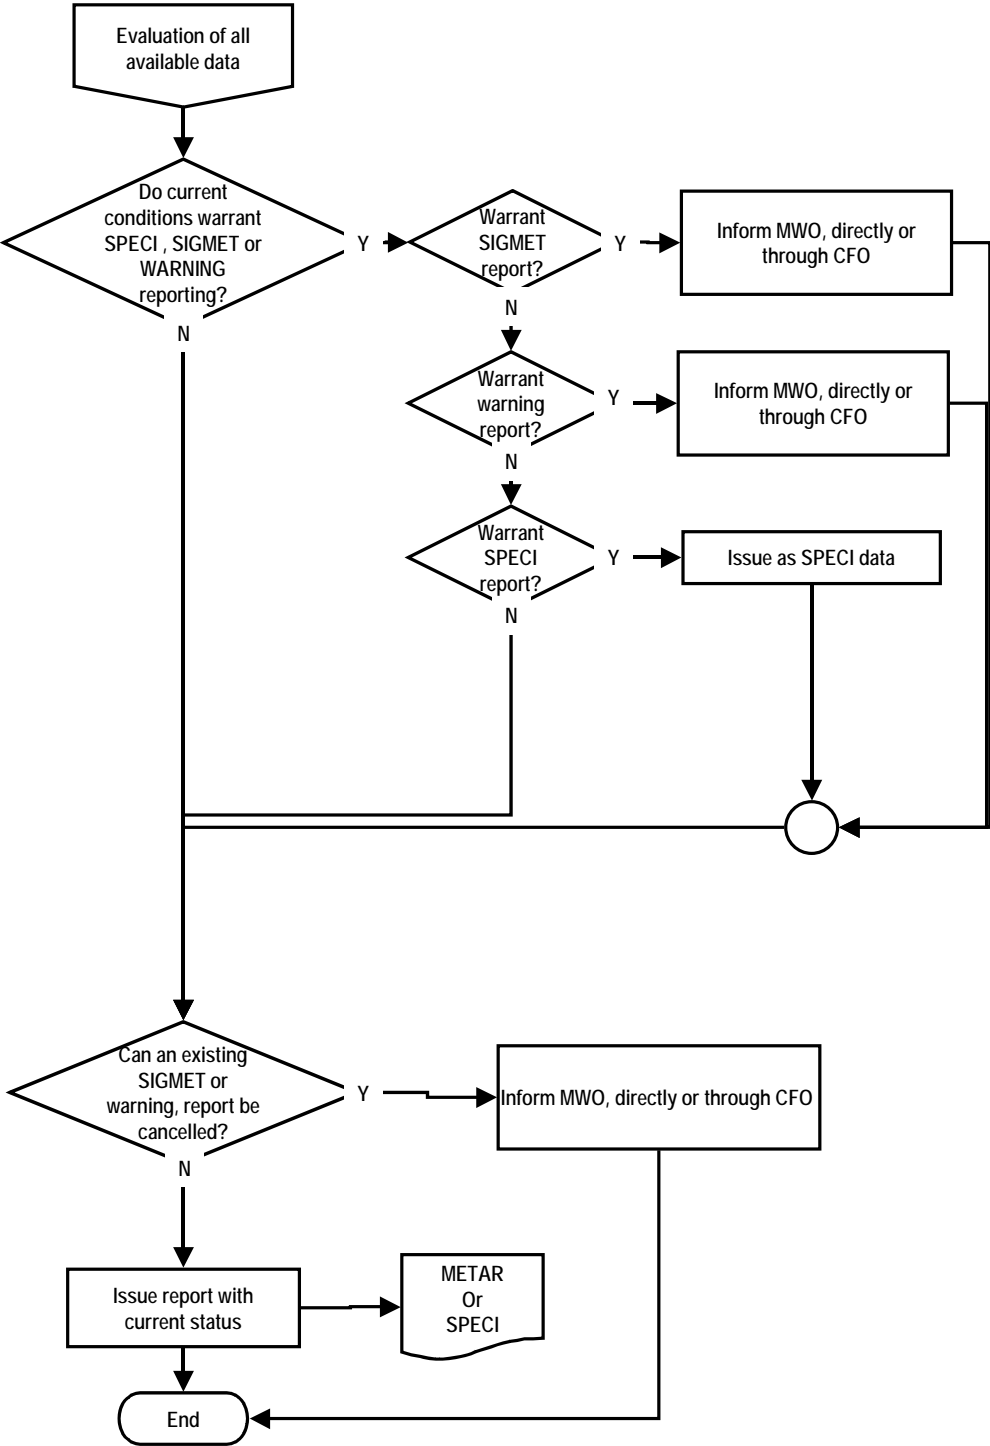 Evaluation of all
available data
Do current
conditions warrant
SPECI , SIGMET or
WARNING
reporting?
Y
Warrant
SIGMET
report?
Y
Inform MWO, directly or
through CFO
N
N
Warrant
warning
report?
Y
Inform MWO, directly or
through CFO
N
Warrant
SPECI
report?
Y
Issue as SPECI data
N
Can an existing
SIGMET or
warning, report be
cancelled?
Y
Inform MWO, directly or through CFO
N
Issue report with
current status
METAR
Or
SPECI
End